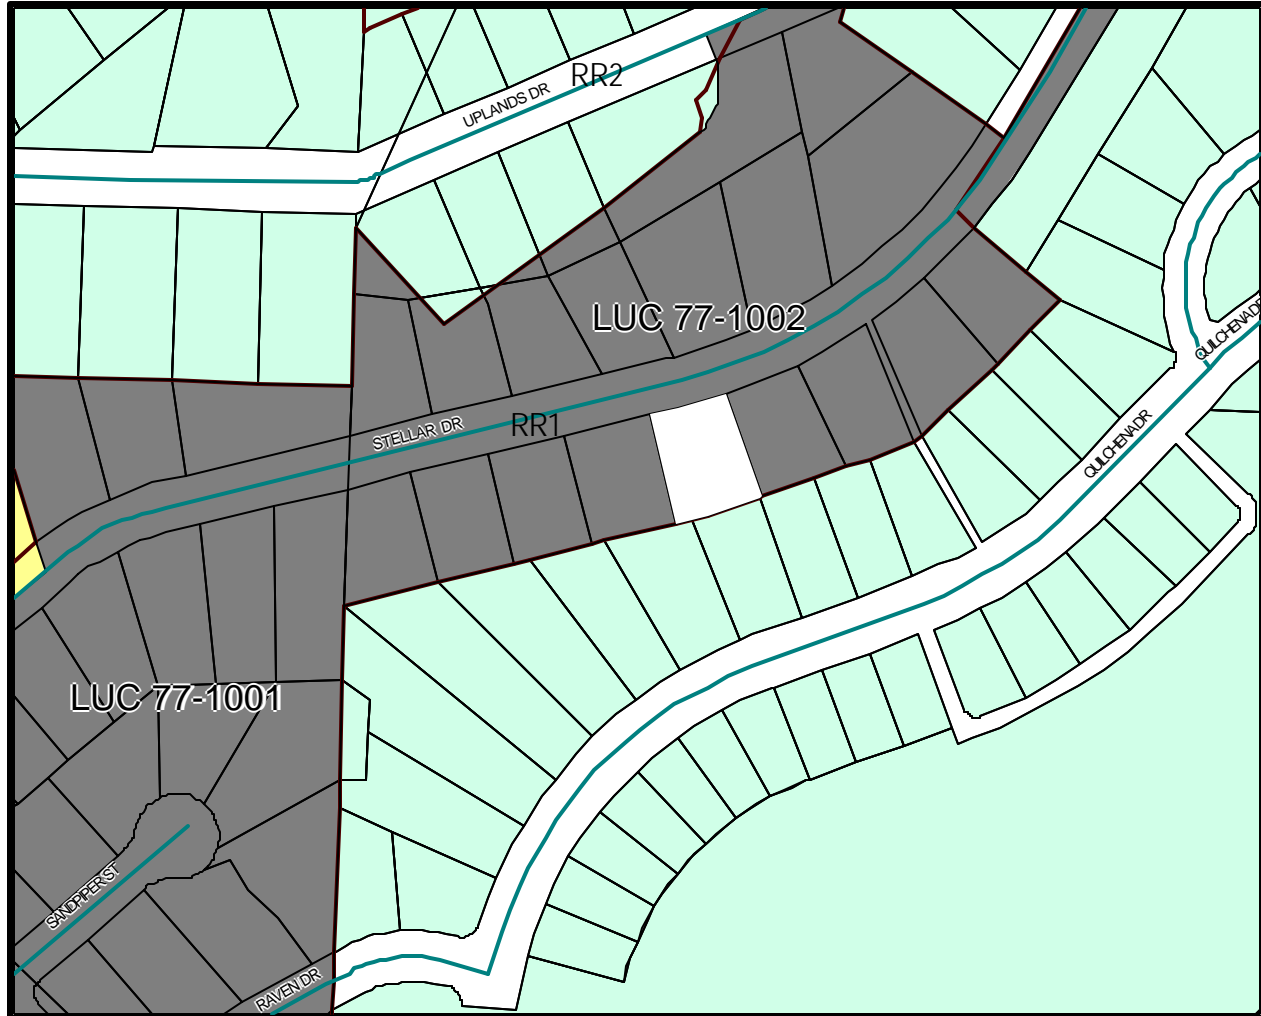 RR2
UPLANDS DR
QUILCHENA DR
LUC 77-1002
RR1
STELLAR DR
QUILCHENA DR
LUC 77-1001
SANDPIPER ST
RAVEN DR